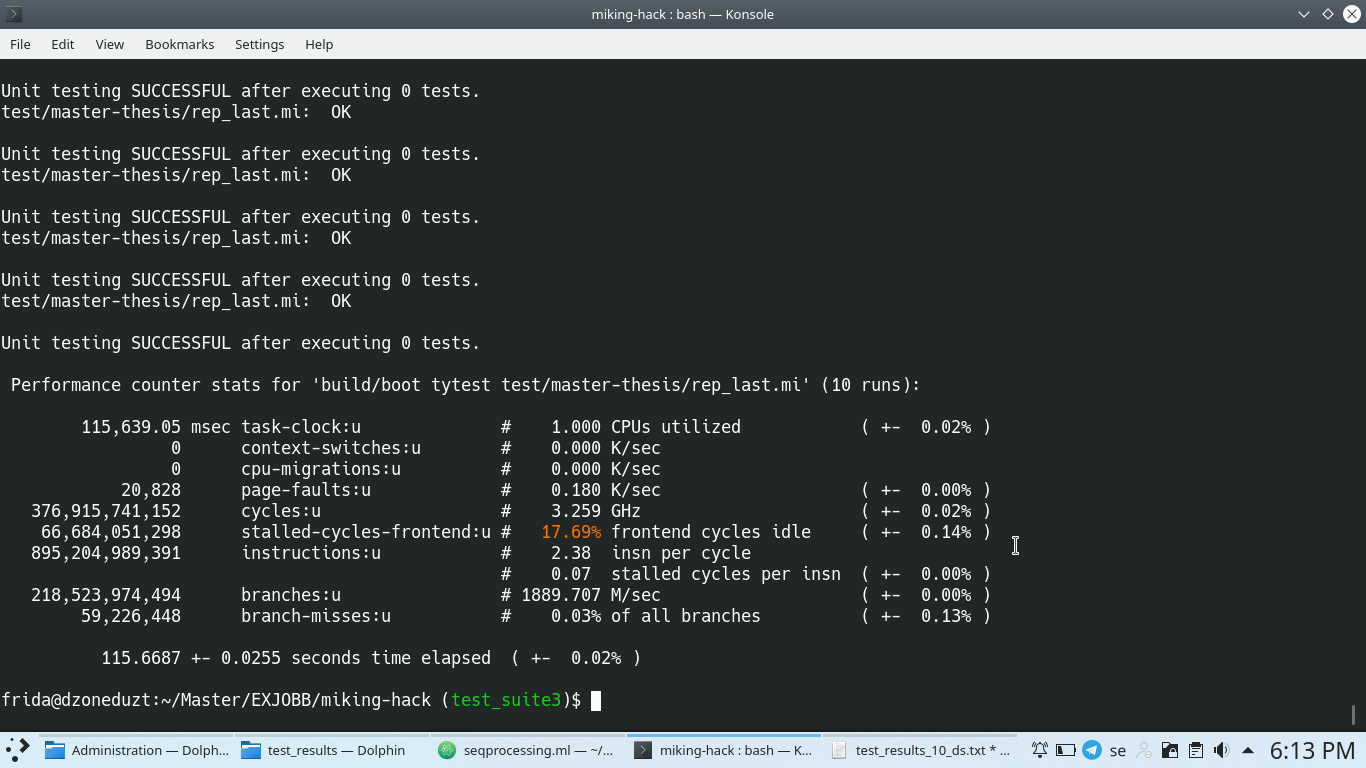 miking-hack : bash — Konsole
File Edit View Bookmarks Settings Help
Unit testing SUCCESSFUL after executing 0 tests.
test/master-thesis/rep_last.mi:  OK
Unit testing SUCCESSFUL after executing 0 tests.
test/master-thesis/rep_last.mi:  OK
Unit testing SUCCESSFUL after executing 0 tests.
test/master-thesis/rep_last.mi:  OK
Unit testing SUCCESSFUL after executing 0 tests.
test/master-thesis/rep_last.mi:  OK
Unit testing SUCCESSFUL after executing 0 tests.
Performance counter stats for 'build/boot tytest test/master-thesis/rep_last.mi' (10 runs):
115,639.05 msec task-clock:u # 1.000 CPUs utilized ( +- 0.02% )
0 context-switches:u # 0.000 K/sec
0 cpu-migrations:u # 0.000 K/sec
20,828 page-faults:u # 0.180 K/sec ( +- 0.00% )
376,915,741,152 cycles:u # 3.259 GHz ( +- 0.02% )
66,684,051,298 stalled-cycles-frontend:u # 17.69% frontend cycles idle ( +- 0.14% )
895,204,989,391 instructions:u # 2.38 insn per cycle
# 0.07 stalled cycles per insn ( +- 0.00% )
218,523,974,494 branches:u # 1889.707 M/sec ( +- 0.00% )
59,226,448 branch-misses:u # 0.03% of all branches ( +- 0.13% )
115.6687 +- 0.0255 seconds time elapsed ( +- 0.02% )
frida@dzoneduzt:~/Master/EXJOBB/miking-hack (test_suite3)$
Administration — Dolph... test_results — Dolphin seqprocessing.ml — ~/... miking-hack : bash — K... test_results_10_ds.txt * ... se 6:13 PM